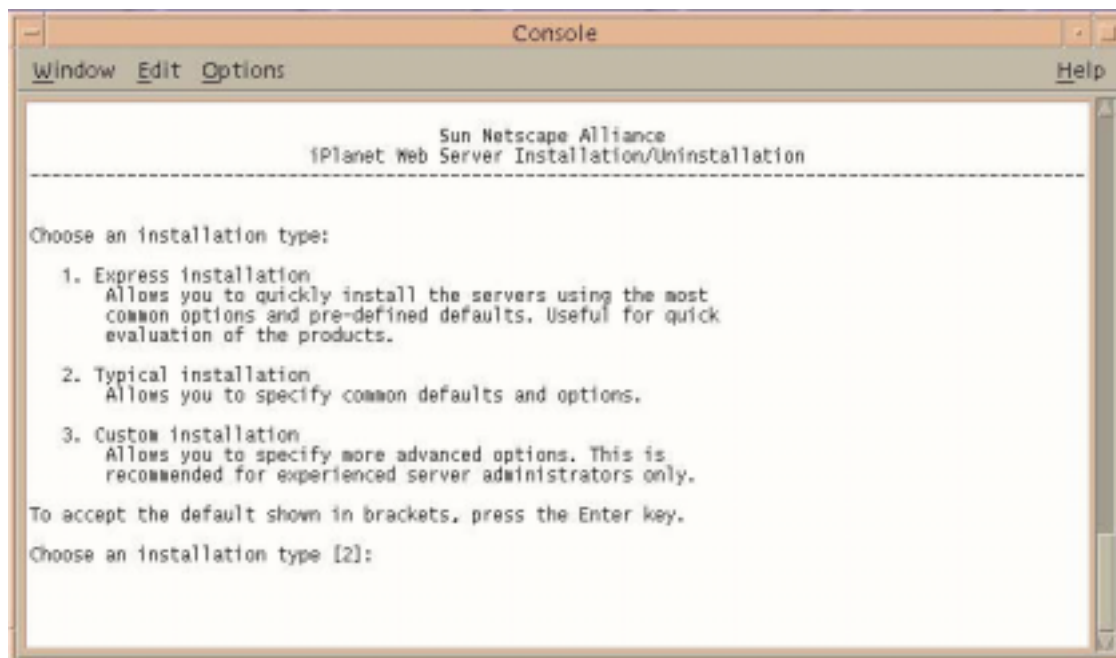 Console
Window Edit Options Help
Sun Netscape Alliance
iPlanet Web Server Installation/Uninstallation
--------------------------------------------------------------------------------
Choose an installation type:
1. Express installation
Allows you to quickly install the servers using the most
common options and pre-defined defaults. Useful for quick
evaluation of the products.
2. Typical installation
Allows you to specify common defaults and options.
3. Custom installation
Allows you to specify more advanced options. This is
recommended for experienced server administrators only.
To accept the default shown in brackets, press the Enter key.
Choose an installation type [2]: